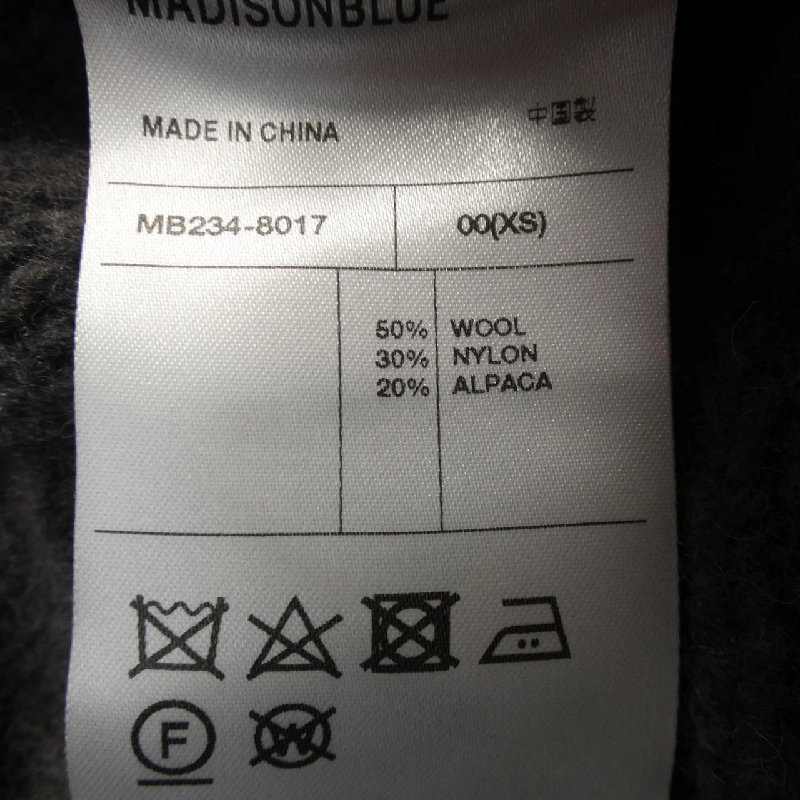 MADISONBLUE
中国製
MADE IN CHINA
MB234-8017 00(XS)
50% WOOL
30% NYLON
20% ALPACA
F W